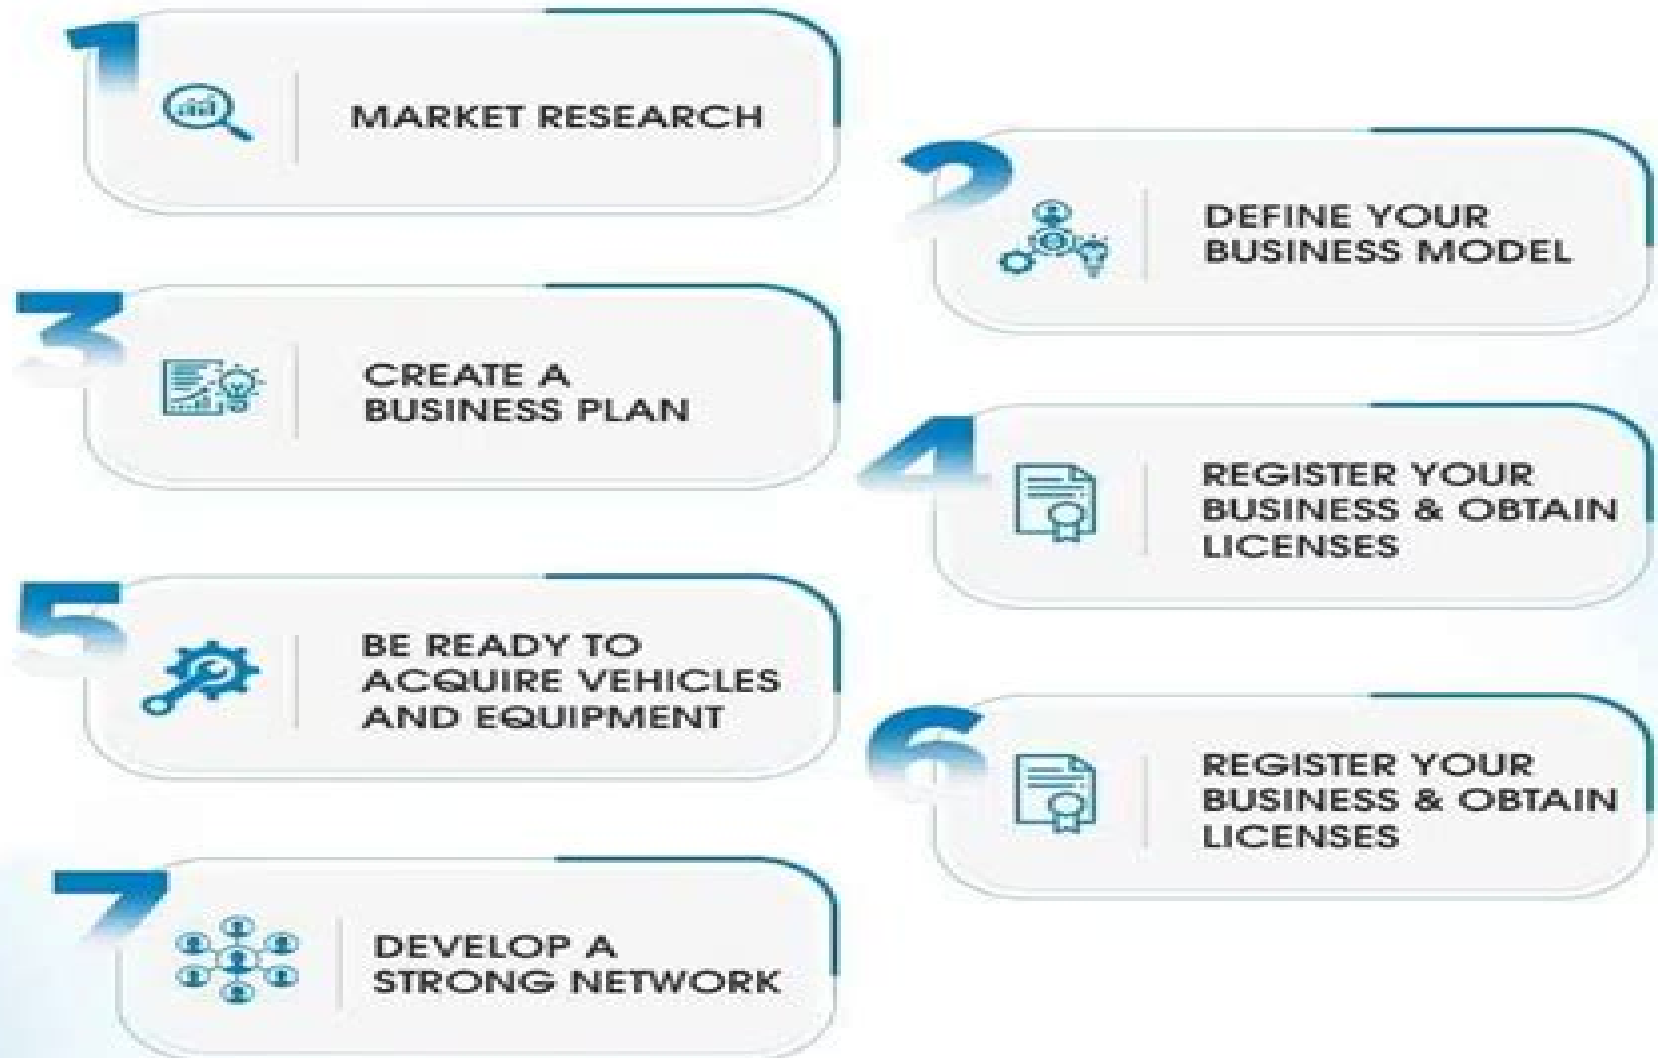 1
MARKET RESEARCH
2
DEFINE YOUR
BUSINESS MODEL
3
CREATE A
BUSINESS PLAN
4
REGISTER YOUR
BUSINESS & OBTAIN
LICENSES
5
BE READY TO
ACQUIRE VEHICLES
AND EQUIPMENT
6
REGISTER YOUR
BUSINESS & OBTAIN
LICENSES
7
DEVELOP A
STRONG NETWORK